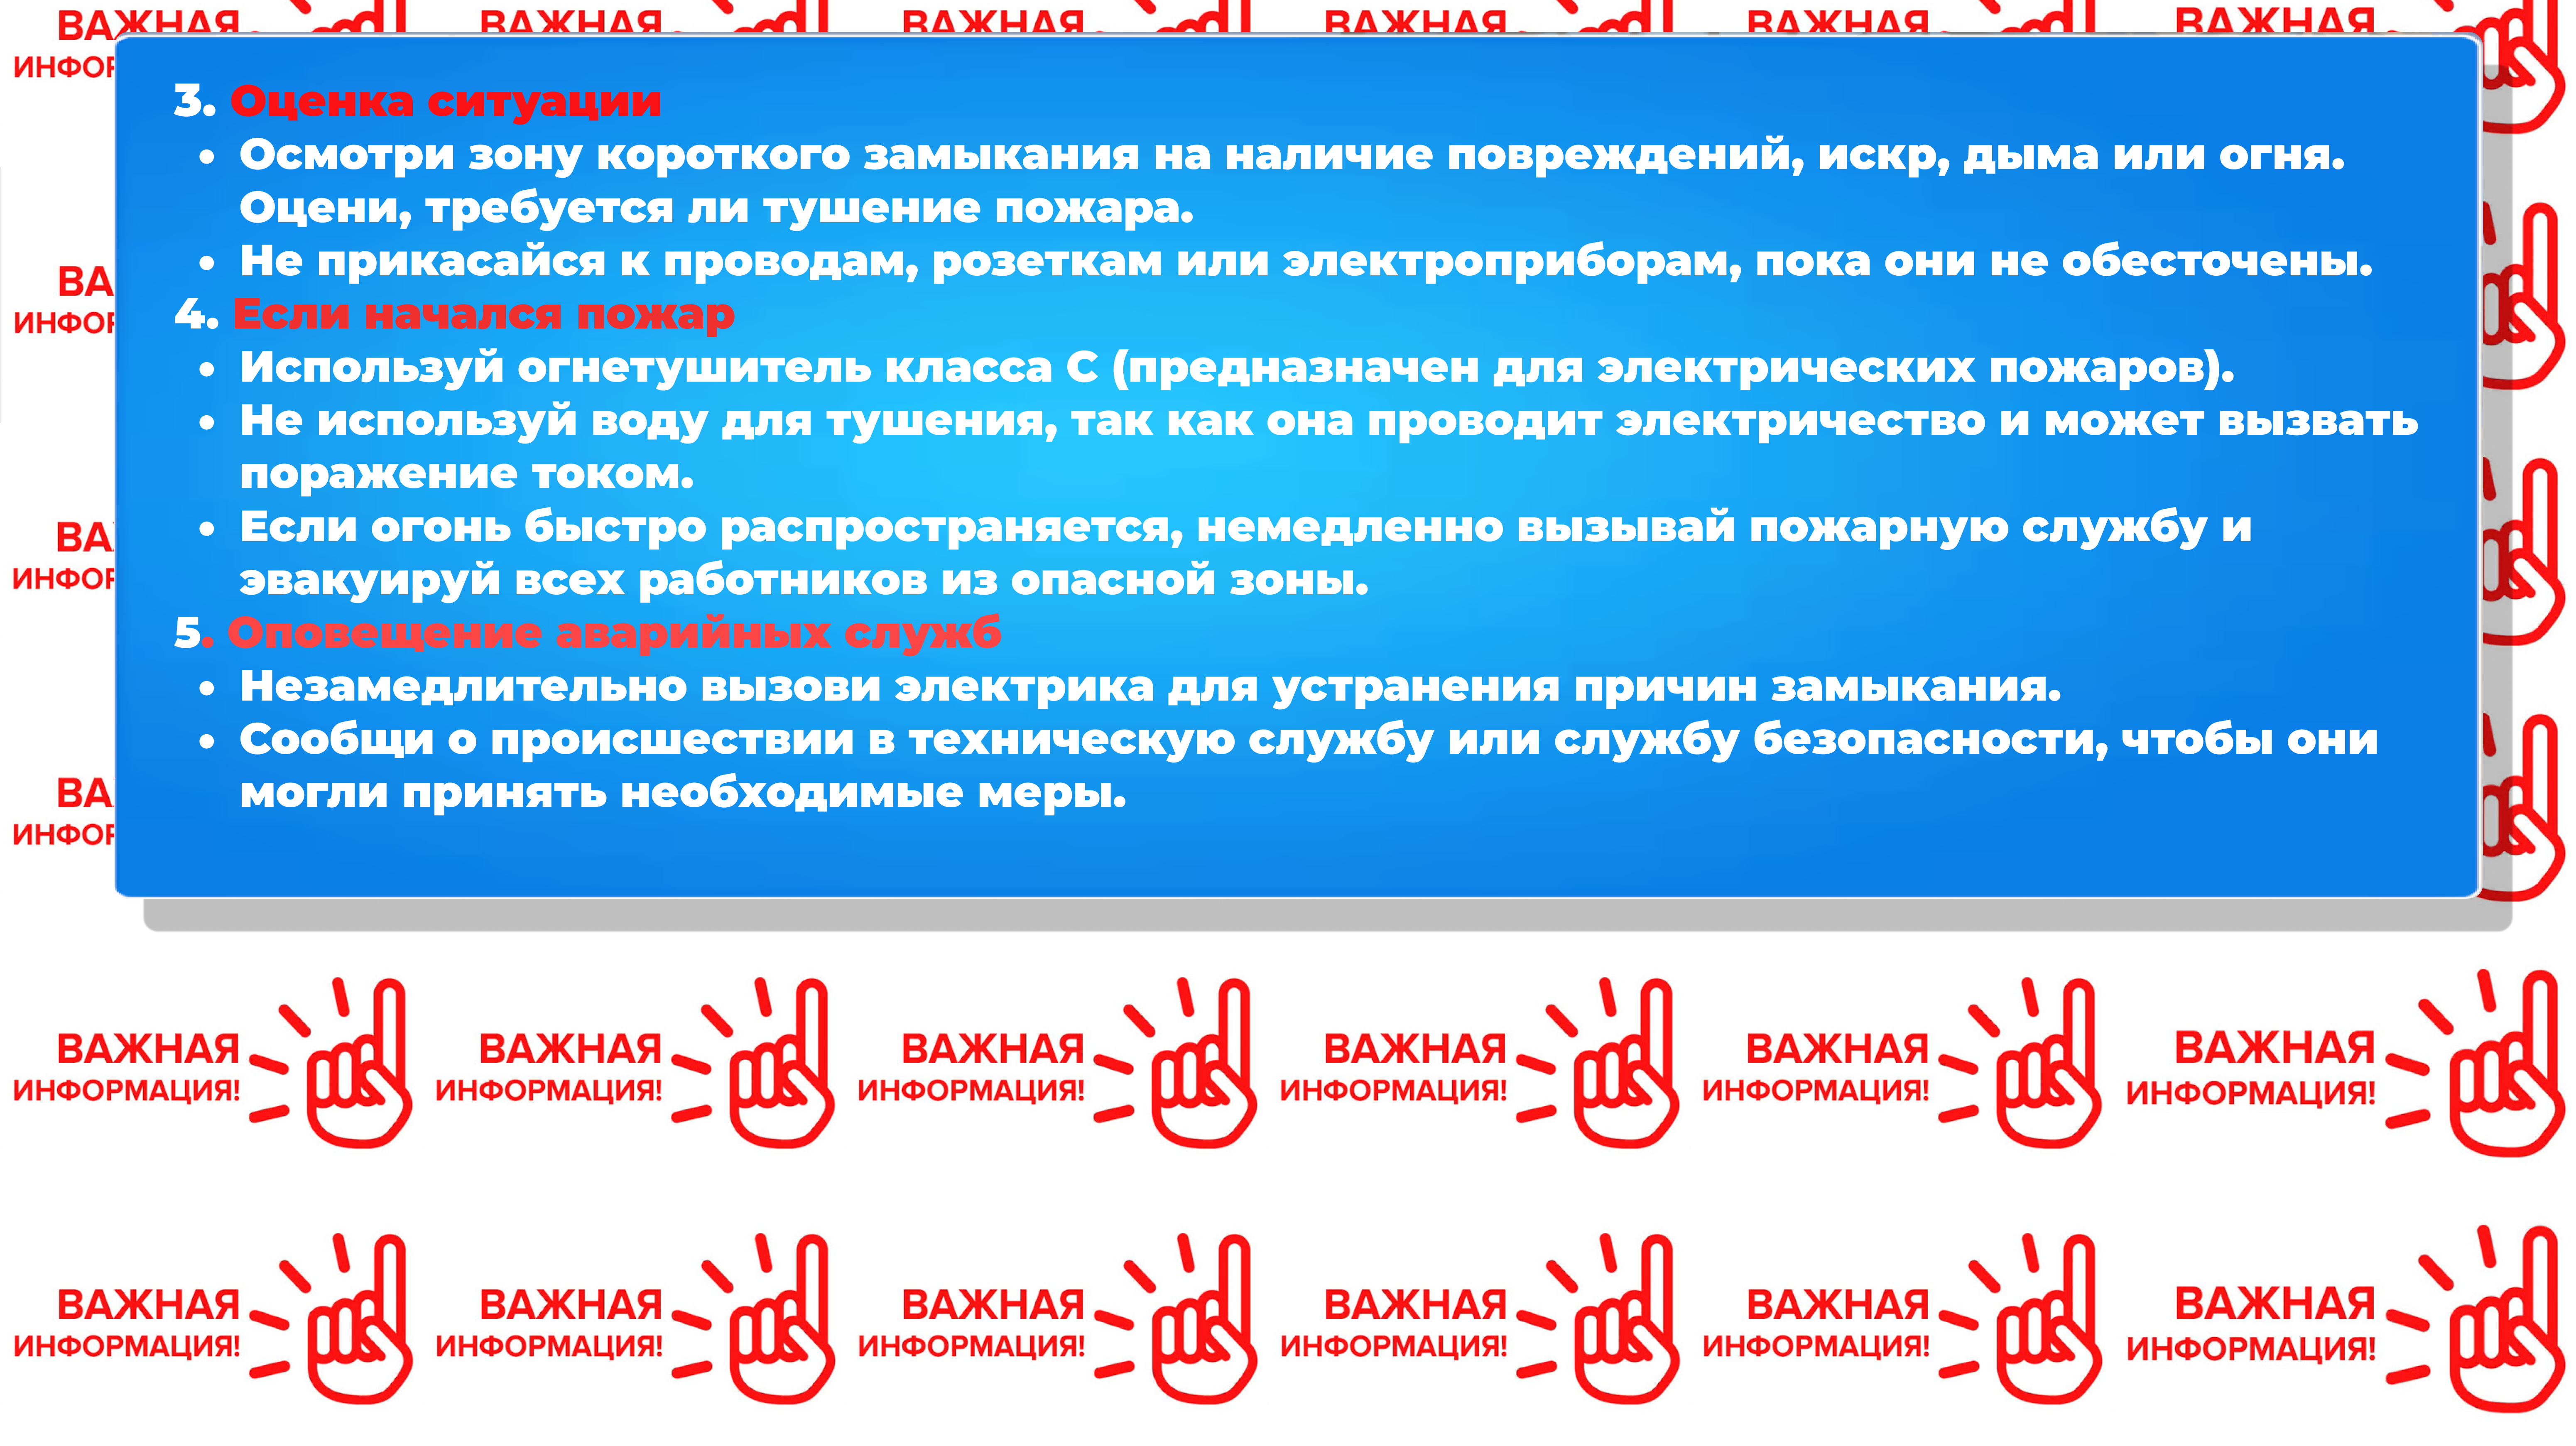 ВАЖНАЯ ВАЖНАЯ ВАЖНАЯ ВАЖНАЯ ВАЖНАЯ ВАЖНАЯ
3. Оценка ситуации
• Осмотри зону короткого замыкания на наличие повреждений, искр, дыма или огня.
Оцени, требуется ли тушение пожара.
• Не прикасайся к проводам, розеткам или электроприборам, пока они не обесточены.
4. Если начался пожар
• Используй огнетушитель класса С (предназначен для электрических пожаров).
• Не используй воду для тушения, так как она проводит электричество и может вызвать
поражение током.
• Если огонь быстро распространяется, немедленно вызывай пожарную службу и
эвакуируй всех работников из опасной зоны.
5. Оповещение аварийных служб
• Незамедлительно вызови электрика для устранения причин замыкания.
• Сообщи о происшествии в техническую службу или службу безопасности, чтобы они
могли принять необходимые меры.
ВАЖНАЯ ВАЖНАЯ ВАЖНАЯ ВАЖНАЯ ВАЖНАЯ ВАЖНАЯ
ИНФОРМАЦИЯ! ИНФОРМАЦИЯ! ИНФОРМАЦИЯ! ИНФОРМАЦИЯ! ИНФОРМАЦИЯ! ИНФОРМАЦИЯ!
ВАЖНАЯ ВАЖНАЯ ВАЖНАЯ ВАЖНАЯ ВАЖНАЯ ВАЖНАЯ
ИНФОРМАЦИЯ! ИНФОРМАЦИЯ! ИНФОРМАЦИЯ! ИНФОРМАЦИЯ! ИНФОРМАЦИЯ! ИНФОРМАЦИЯ!